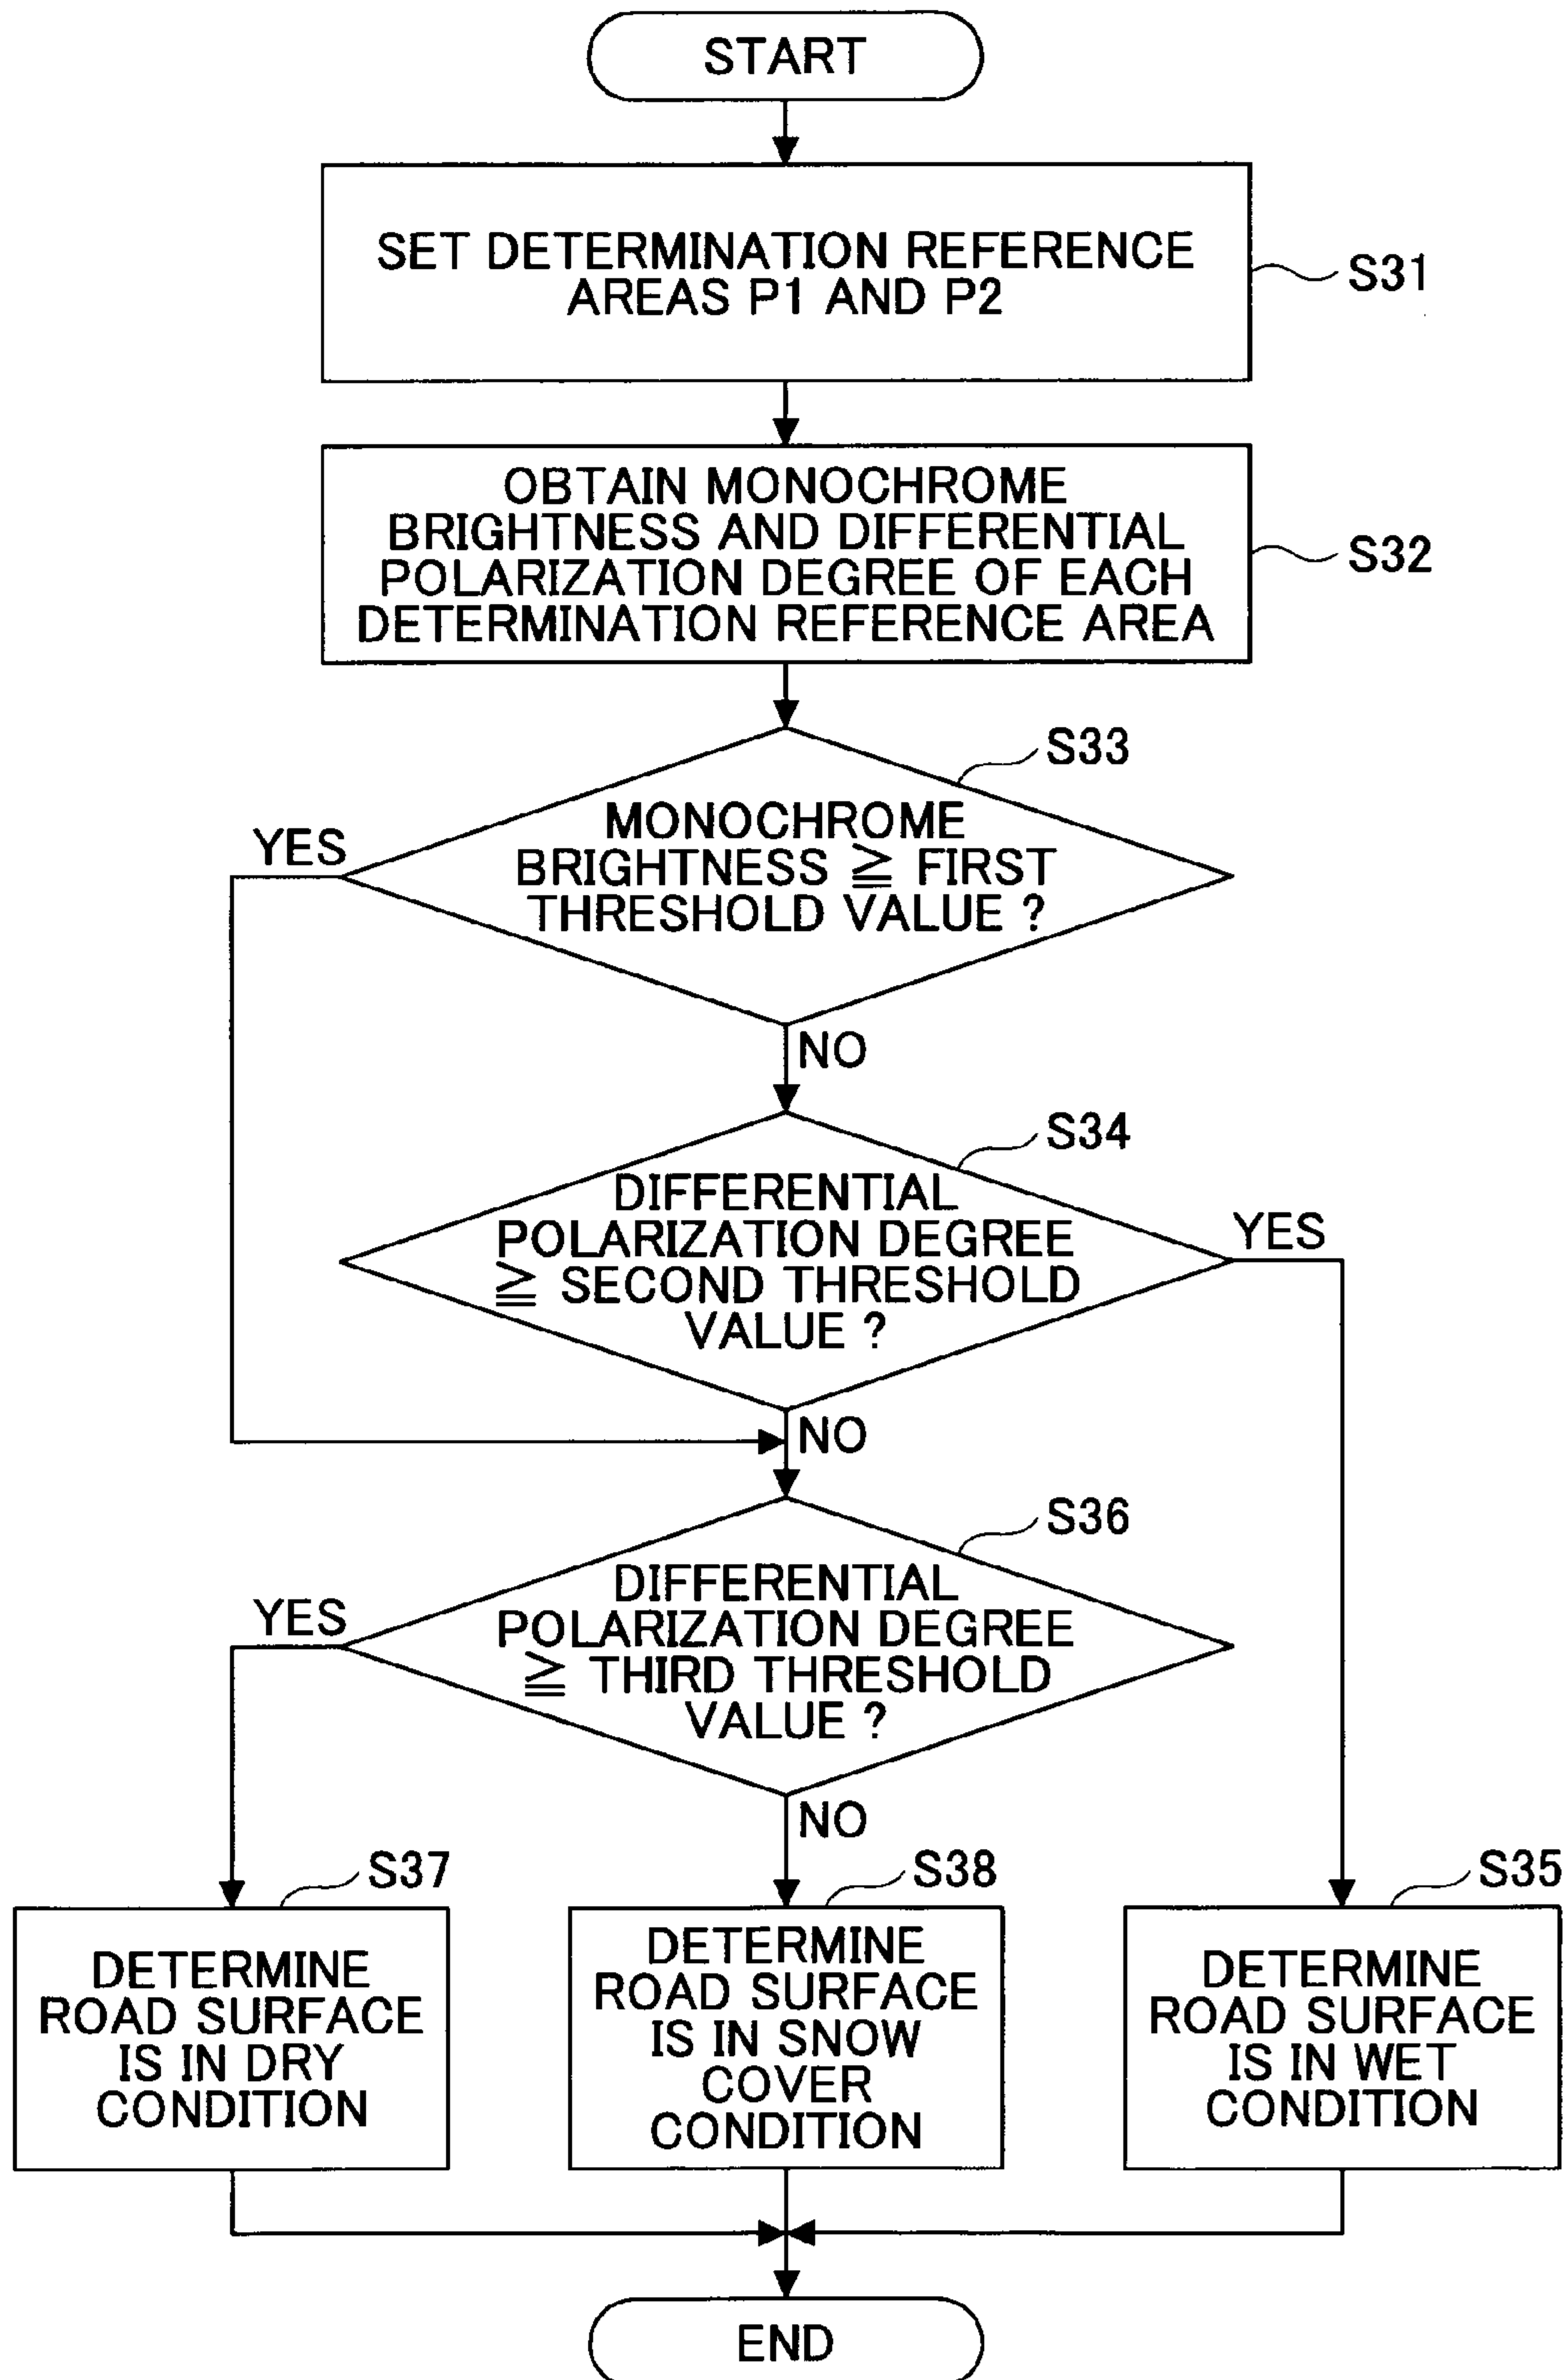 START
SET DETERMINATION REFERENCE
AREAS P1 AND P2
S31
OBTAIN MONOCHROME
BRIGHTNESS AND DIFFERENTIAL
POLARIZATION DEGREE OF EACH
DETERMINATION REFERENCE AREA
S32
S33
MONOCHROME
BRIGHTNESS ≧ FIRST
THRESHOLD VALUE ?
YES
NO
S34
DIFFERENTIAL
POLARIZATION DEGREE
≧ SECOND THRESHOLD
VALUE ?
YES
NO
S36
DIFFERENTIAL
POLARIZATION DEGREE
≧ THIRD THRESHOLD
VALUE ?
YES
NO
S37
DETERMINE
ROAD SURFACE
IS IN DRY
CONDITION
S38
DETERMINE
ROAD SURFACE
IS IN SNOW
COVER
CONDITION
S35
DETERMINE
ROAD SURFACE
IS IN WET
CONDITION
END